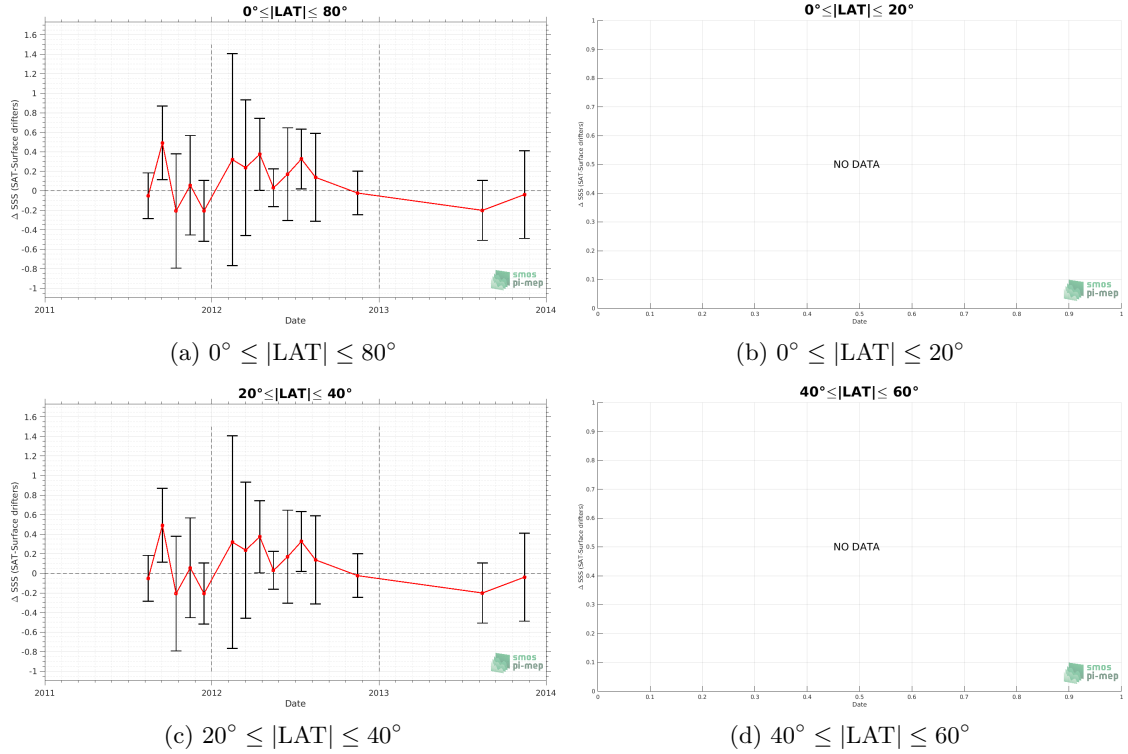 0°≤|LAT|≤ 80°
Δ SSS (SAT-Surface drifters)
1.6
1.4
1.2
1
0.8
0.6
0.4
0.2
0
-0.2
-0.4
-0.6
-0.8
-1
2011 2012 2013 2014
Date
smos
pi-mep
(a) 0° ≤ |LAT| ≤ 80°
0°≤|LAT|≤ 20°
Δ SSS (SAT-Surface drifters)
1
0.9
0.8
0.7
0.6
0.5
0.4
0.3
0.2
0.1
0
NO DATA
0 0.1 0.2 0.3 0.4 0.5 0.6 0.7 0.8 0.9 1
Date
smos
pi-mep
(b) 0° ≤ |LAT| ≤ 20°
20°≤|LAT|≤ 40°
Δ SSS (SAT-Surface drifters)
1.6
1.4
1.2
1
0.8
0.6
0.4
0.2
0
-0.2
-0.4
-0.6
-0.8
-1
2011 2012 2013 2014
Date
smos
pi-mep
(c) 20° ≤ |LAT| ≤ 40°
40°≤|LAT|≤ 60°
Δ SSS (SAT-Surface drifters)
1
0.9
0.8
0.7
0.6
0.5
0.4
0.3
0.2
0.1
0
NO DATA
0 0.1 0.2 0.3 0.4 0.5 0.6 0.7 0.8 0.9 1
Date
smos
pi-mep
(d) 40° ≤ |LAT| ≤ 60°